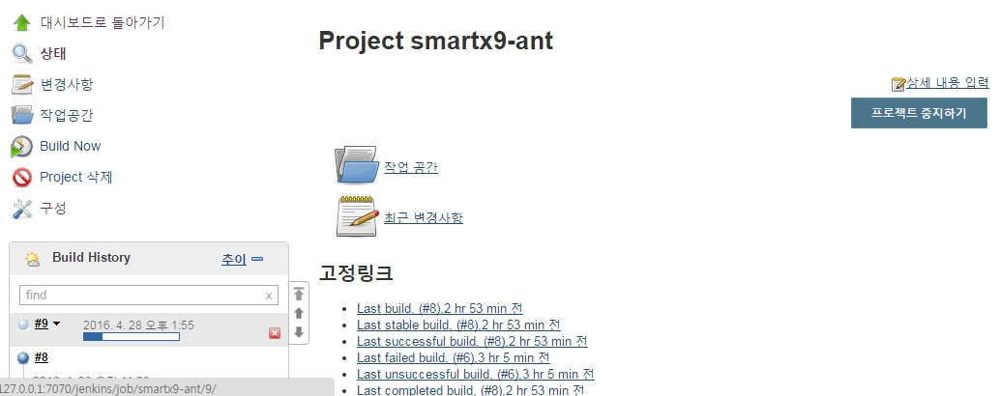 대시보드로 돌아가기
상태
변경사항
작업공간
Build Now
Project 삭제
구성
Build History 추이
find x
#9 2016. 4. 28 오후 1:55
#8
127.0.0.1:7070/jenkins/job/smartx9-ant/9/
Project smartx9-ant
상세 내용 입력
프로젝트 중지하기
작업 공간
최근 변경사항
고정링크
Last build, (#8),2 hr 53 min 전
Last stable build, (#8),2 hr 53 min 전
Last successful build, (#8),2 hr 53 min 전
Last failed build, (#6),3 hr 5 min 전
Last unsuccessful build, (#6),3 hr 5 min 전
Last completed build, (#8),2 hr 53 min 전